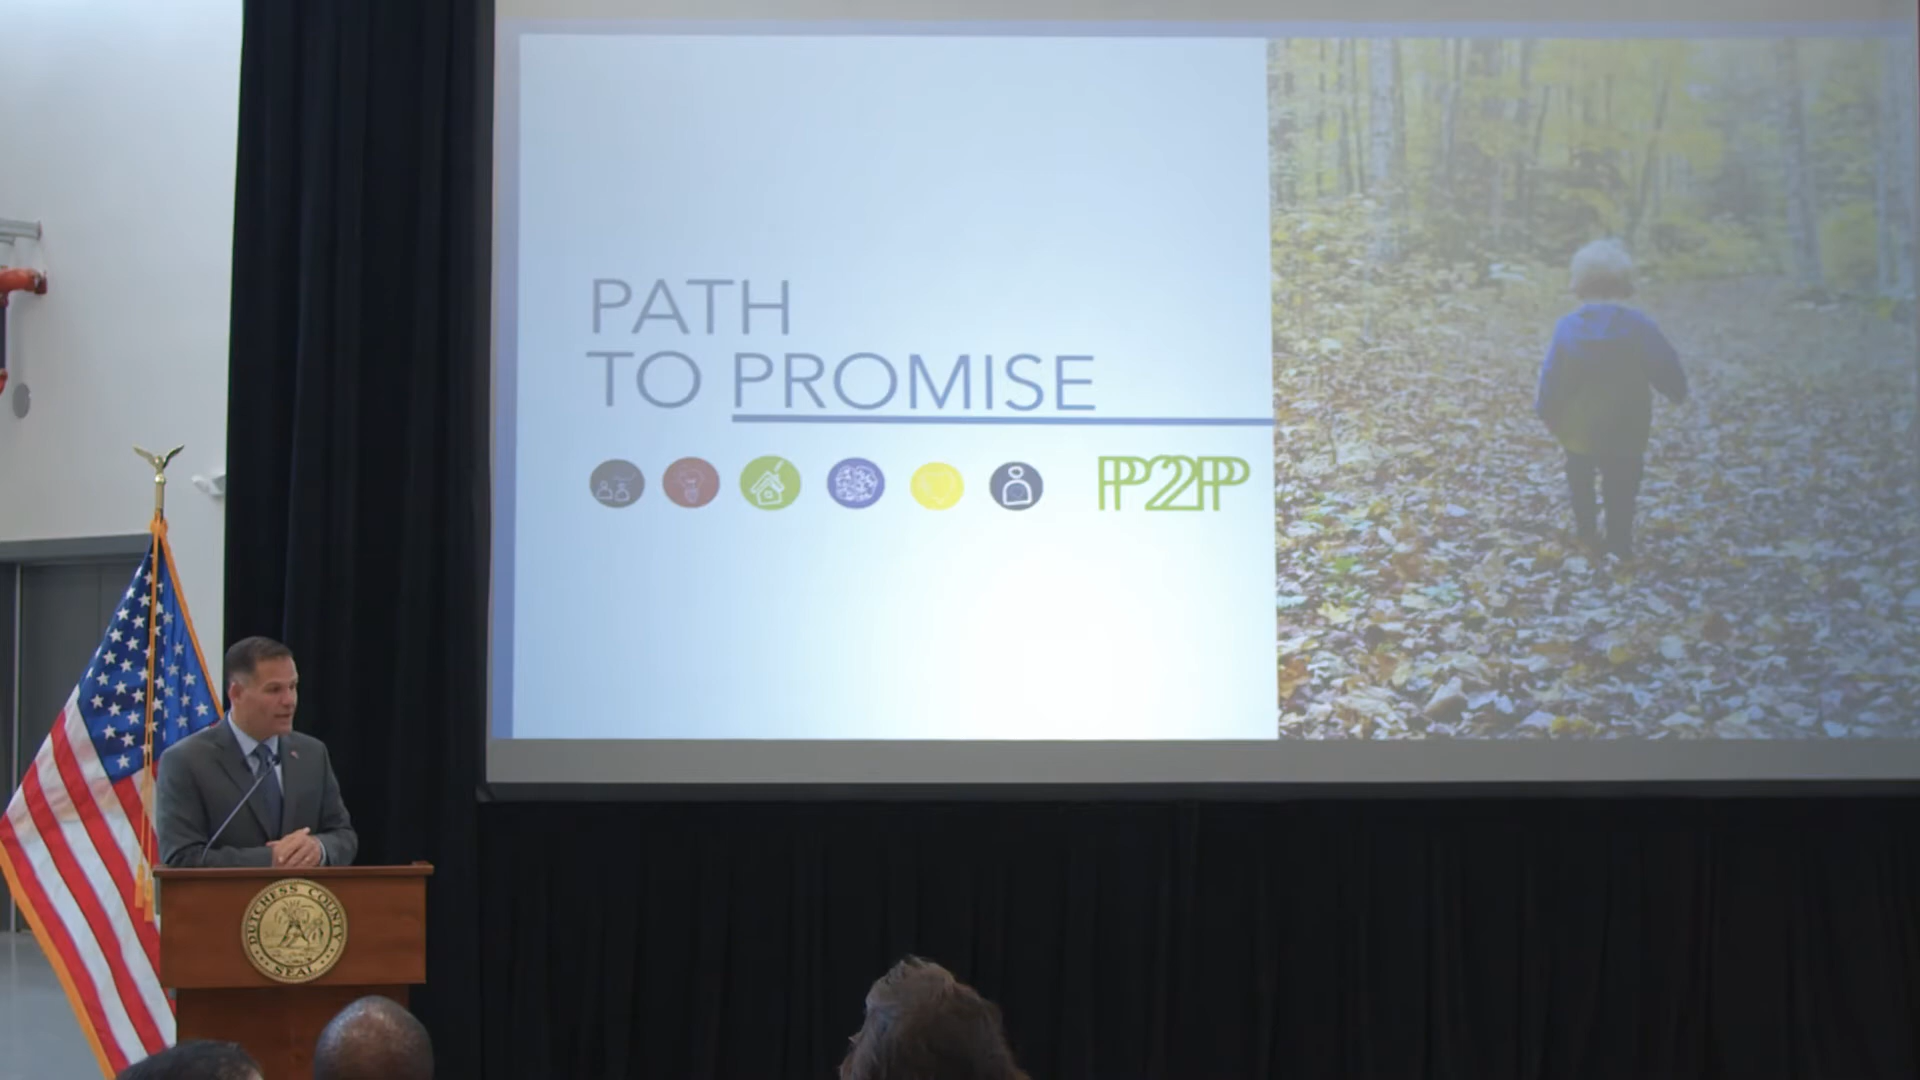 PATH
TO PROMISE
P2P
DUTCHESS COUNTY
SEAL